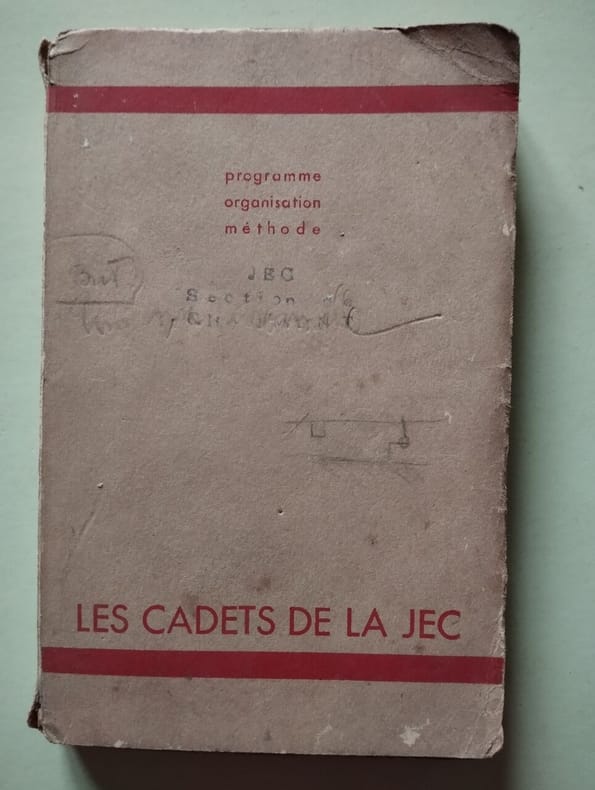 programme
organisation
méthode
JEC
Section
LES CADETS DE LA JEC